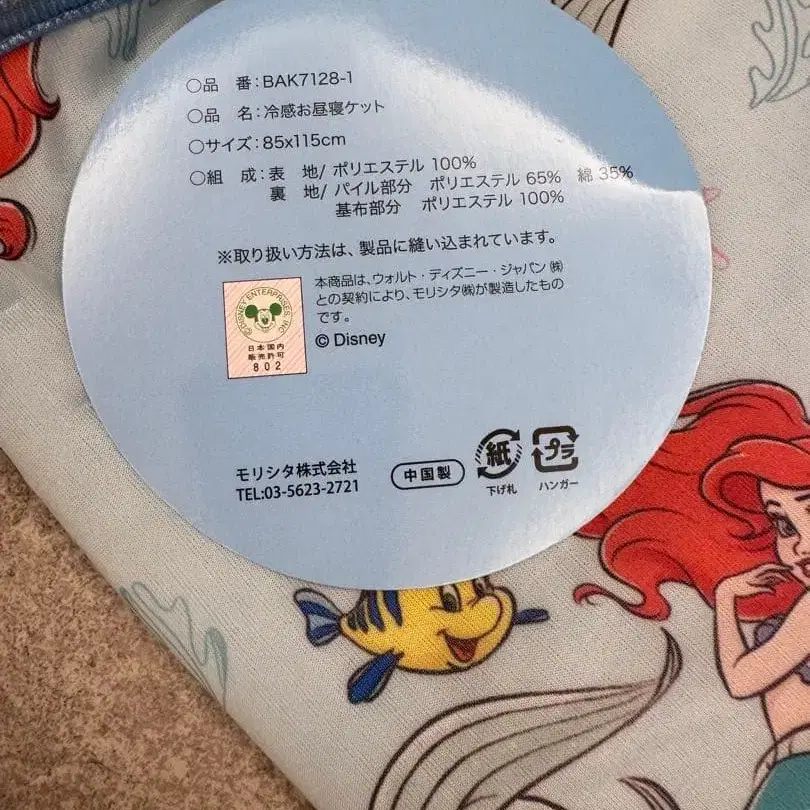 ○品　番：BAK7128-1
○品　名：冷感お昼寝ケット
○サイズ：85x115cm
○組　成：表　地/ ポリエステル 100%
裏　地/ パイル部分　ポリエステル 65%　綿 35%
基布部分　ポリエステル 100%
※取り扱い方法は、製品に縫い込まれています。
本商品は、ウォルト・ディズニー・ジャパン㈱
との契約により、モリシタ㈱が製造したもの
です。
© Disney
©DISNEY ENTERPRISES, INC.
日本国内
販売許可
802
モリシタ株式会社
TEL:03-5623-2721
中国製
紙
下げ札
プラ
ハンガー